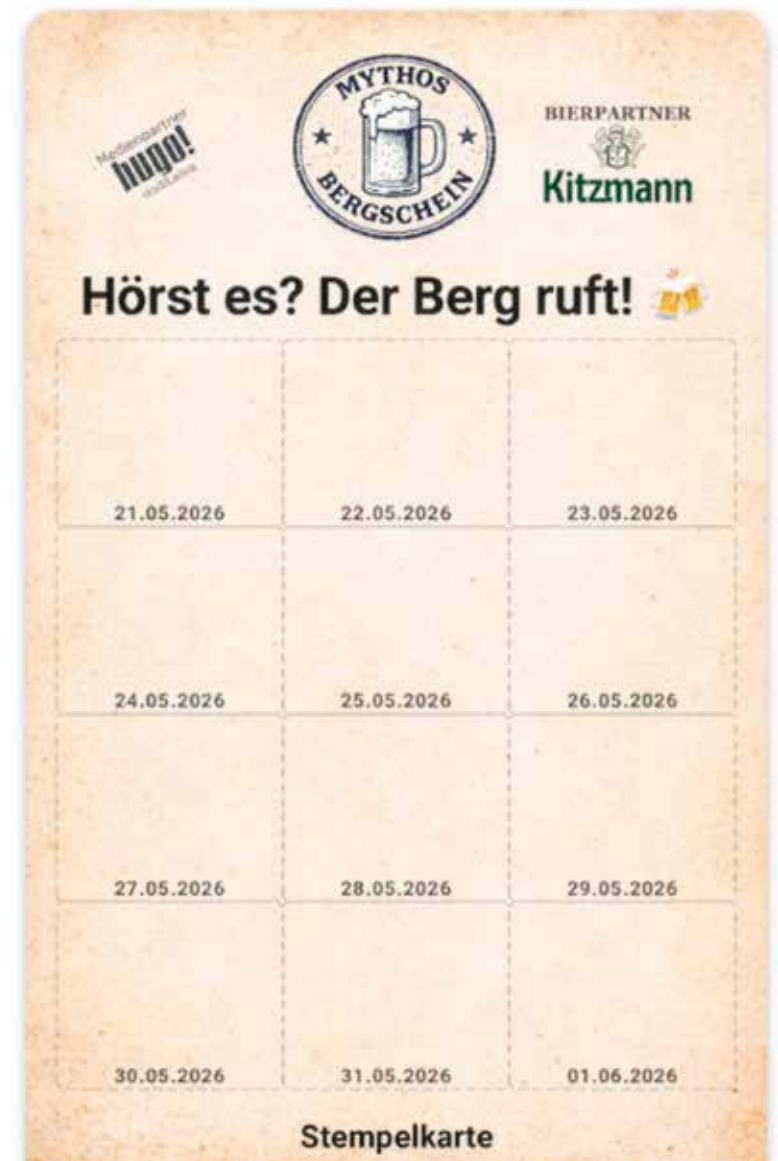 Medienpartner
hugo!
MYTHOS
BERGSCHEIN
BIERPARTNER
Kitzmann
Hörst es? Der Berg ruft!
21.05.2026 22.05.2026 23.05.2026
24.05.2026 25.05.2026 26.05.2026
27.05.2026 28.05.2026 29.05.2026
30.05.2026 31.05.2026 01.06.2026
Stempelkarte